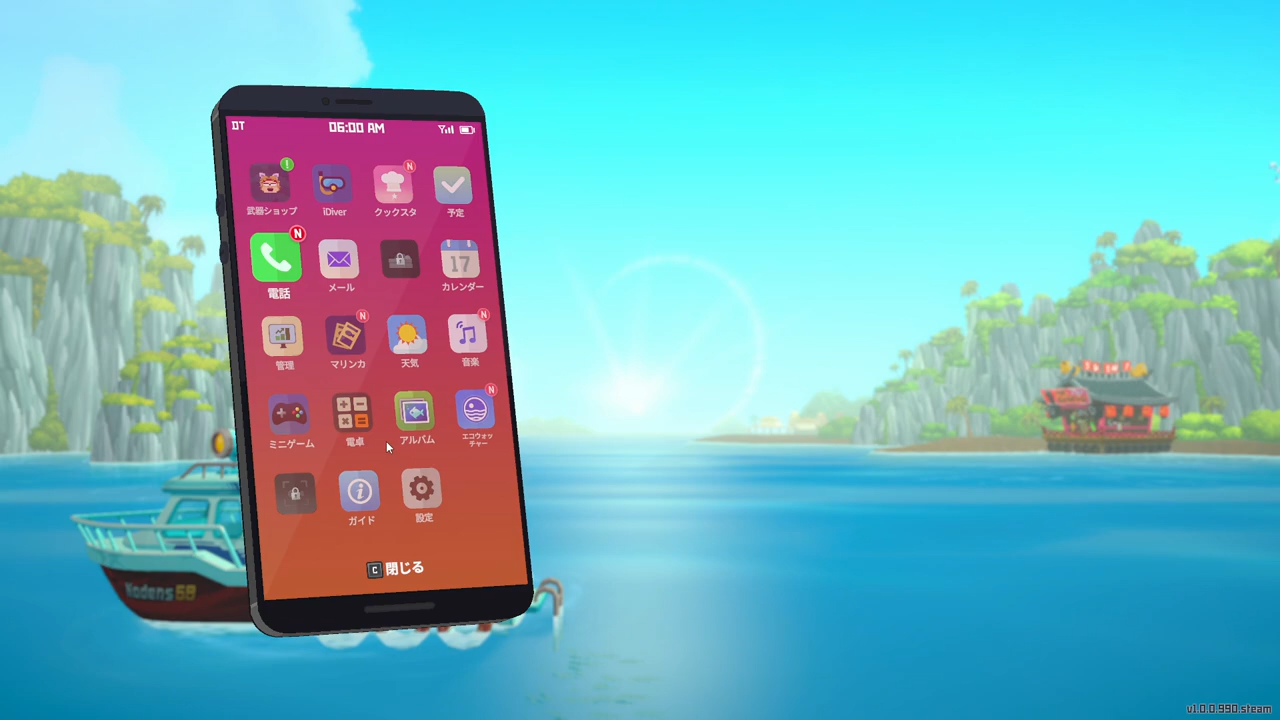 DT
06:00 AM
!
N
武器ショップ
iDiver
クックスタ
予定
N
17
電話
メール
カレンダー
N
N
管理
マリンカ
天気
音楽
N
ミニゲーム
電卓
アルバム
エコウォッ
チャー
ガイド
設定
C 閉じる
Kodens 58
v1.0.0.990.steam